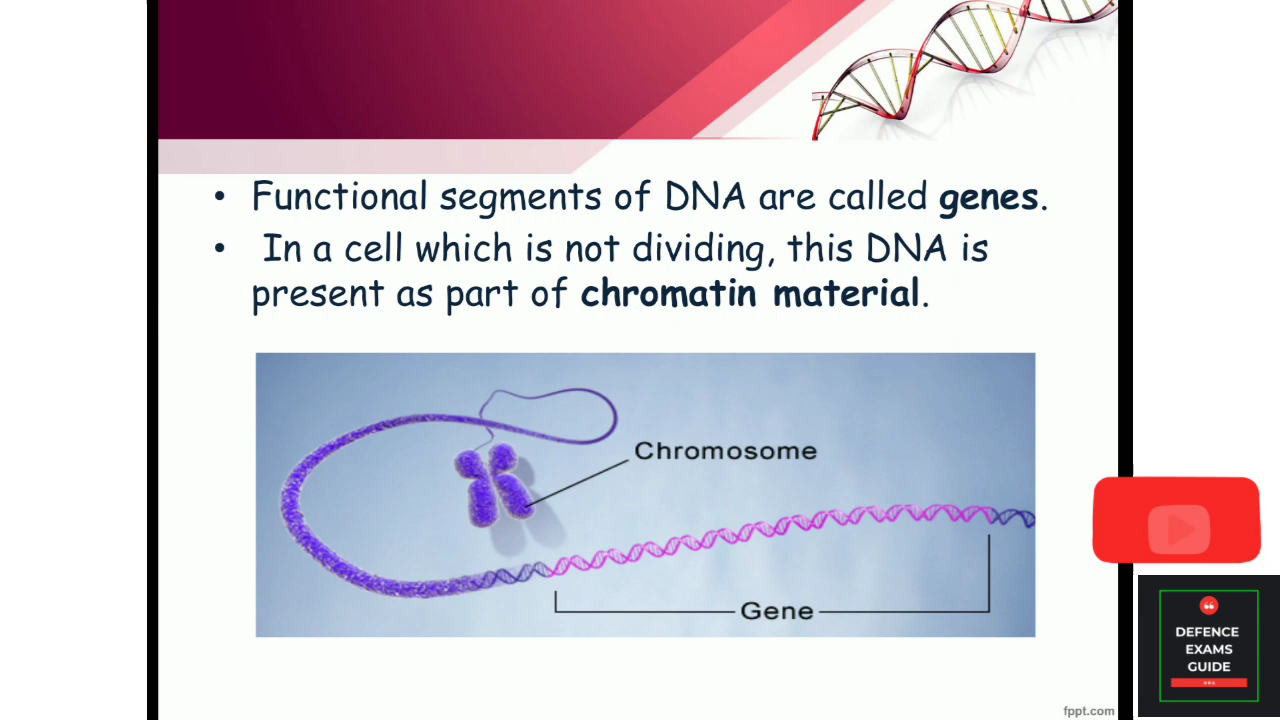 • Functional segments of DNA are called genes.
• In a cell which is not dividing, this DNA is
present as part of chromatin material.
Chromosome
Gene
DEFENCE
EXAMS
GUIDE
fppt.com